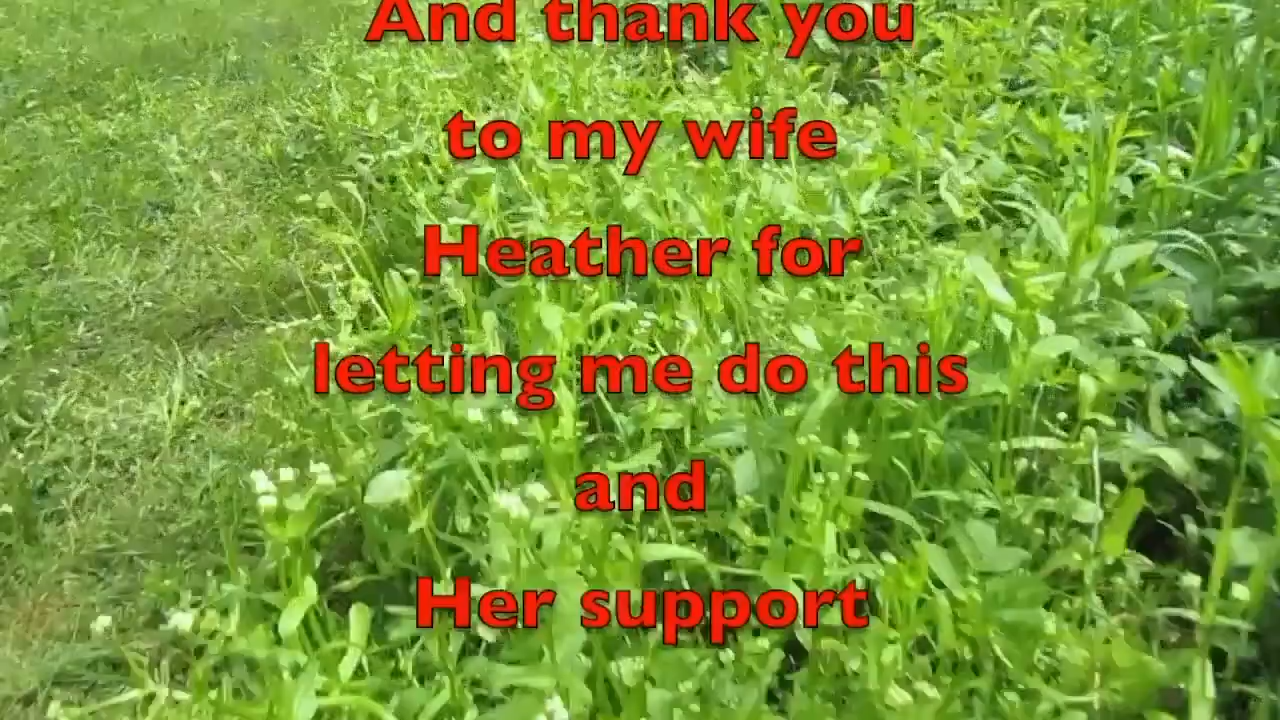 And thank you
to my wife
Heather for
letting me do this
and
Her support